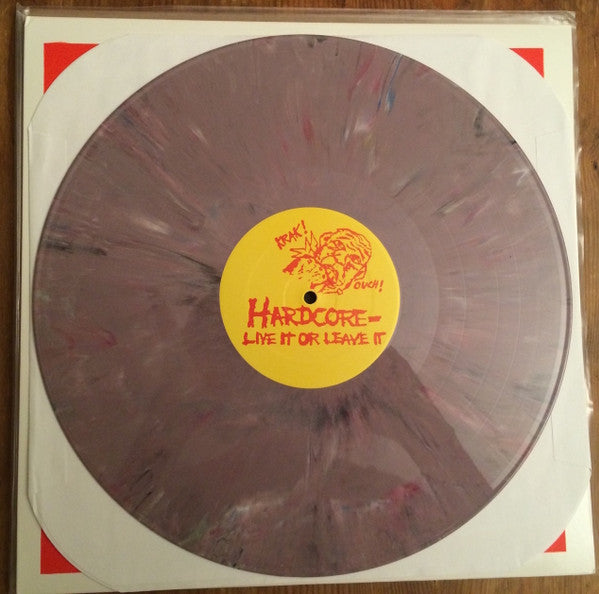 KRAK!
OUCH!
HARDCORE-
LIVE IT OR LEAVE IT